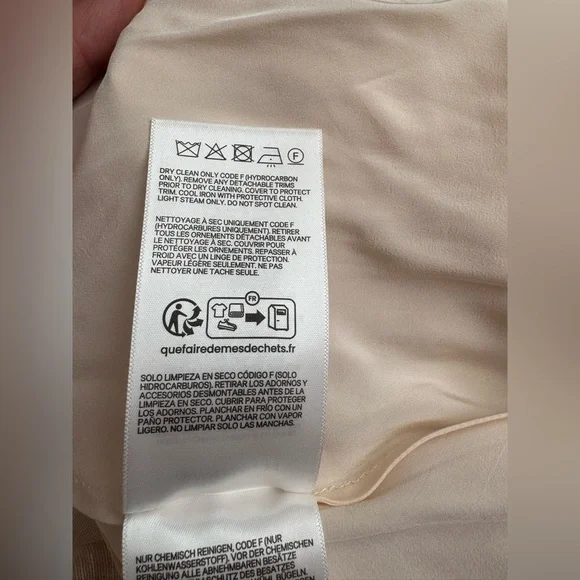 F
DRY CLEAN ONLY CODE F (HYDROCARBON
ONLY). REMOVE ANY DETACHABLE TRIMS
PRIOR TO DRY CLEANING. COVER TO PROTECT
TRIM. COOL IRON WITH PROTECTIVE CLOTH.
LIGHT STEAM ONLY. DO NOT SPOT CLEAN.
NETTOYAGE À SEC UNIQUEMENT CODE F
(HYDROCARBURES UNIQUEMENT). RETIRER
TOUS LES ORNEMENTS DÉTACHABLES AVANT
LE NETTOYAGE À SEC. COUVRIR POUR
PROTÉGER LES ORNEMENTS. REPASSER À
FROID AVEC UN LINGE DE PROTECTION.
VAPEUR LÉGÈRE SEULEMENT. NE PAS
NETTOYER UNE TACHE SEULE.
FR
quefairedemesdechets.fr
SOLO LIMPIEZA EN SECO CÓDIGO F (SOLO
HIDROCARBUROS). RETIRAR LOS ADORNOS Y
ACCESORIOS DESMONTABLES ANTES DE LA
LIMPIEZA EN SECO. CUBRIR PARA PROTEGER
LOS ADORNOS. PLANCHAR EN FRÍO CON UN
PAÑO PROTECTOR. PLANCHAR CON VAPOR
LIGERO. NO LIMPIAR SOLO LAS MANCHAS.
NUR CHEMISCH REINIGEN, CODE F (NUR
KOHLENWASSERSTOFF). VOR DER CHEMISCHEN
REINIGUNG ALLE ABNEHMBAREN BESÄTZE